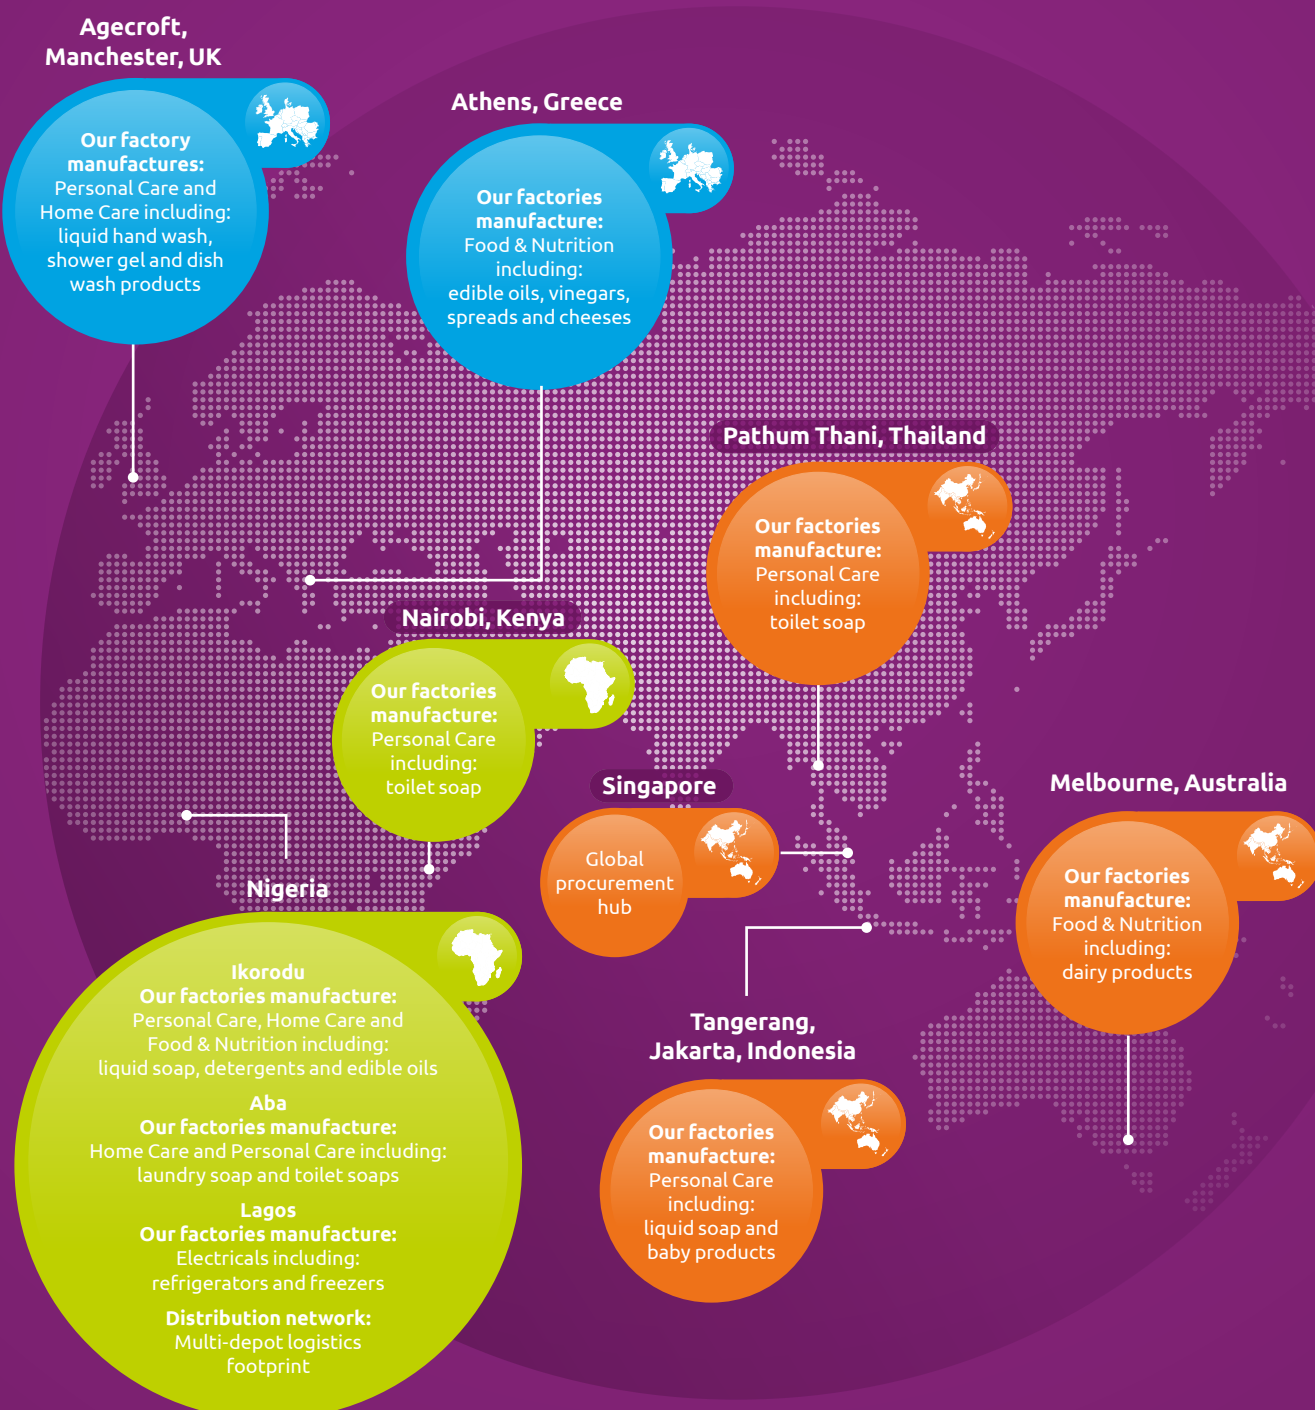 Agecroft,
Manchester, UK
Our factory
manufactures:
Personal Care and
Home Care including:
liquid hand wash,
shower gel and dish
wash products
Athens, Greece
Our factories
manufacture:
Food & Nutrition
including:
edible oils, vinegars,
spreads and cheeses
Pathum Thani, Thailand
Our factories
manufacture:
Personal Care
including:
toilet soap
Nairobi, Kenya
Our factories
manufacture:
Personal Care
including:
toilet soap
Singapore
Global
procurement
hub
Melbourne, Australia
Our factories
manufacture:
Food & Nutrition
including:
dairy products
Nigeria
Ikorodu
Our factories manufacture:
Personal Care, Home Care and
Food & Nutrition including:
liquid soap, detergents and edible oils
Aba
Our factories manufacture:
Home Care and Personal Care including:
laundry soap and toilet soaps
Lagos
Our factories manufacture:
Electricals including:
refrigerators and freezers
Distribution network:
Multi-depot logistics
footprint
Tangerang,
Jakarta, Indonesia
Our factories
manufacture:
Personal Care
including:
liquid soap and
baby products